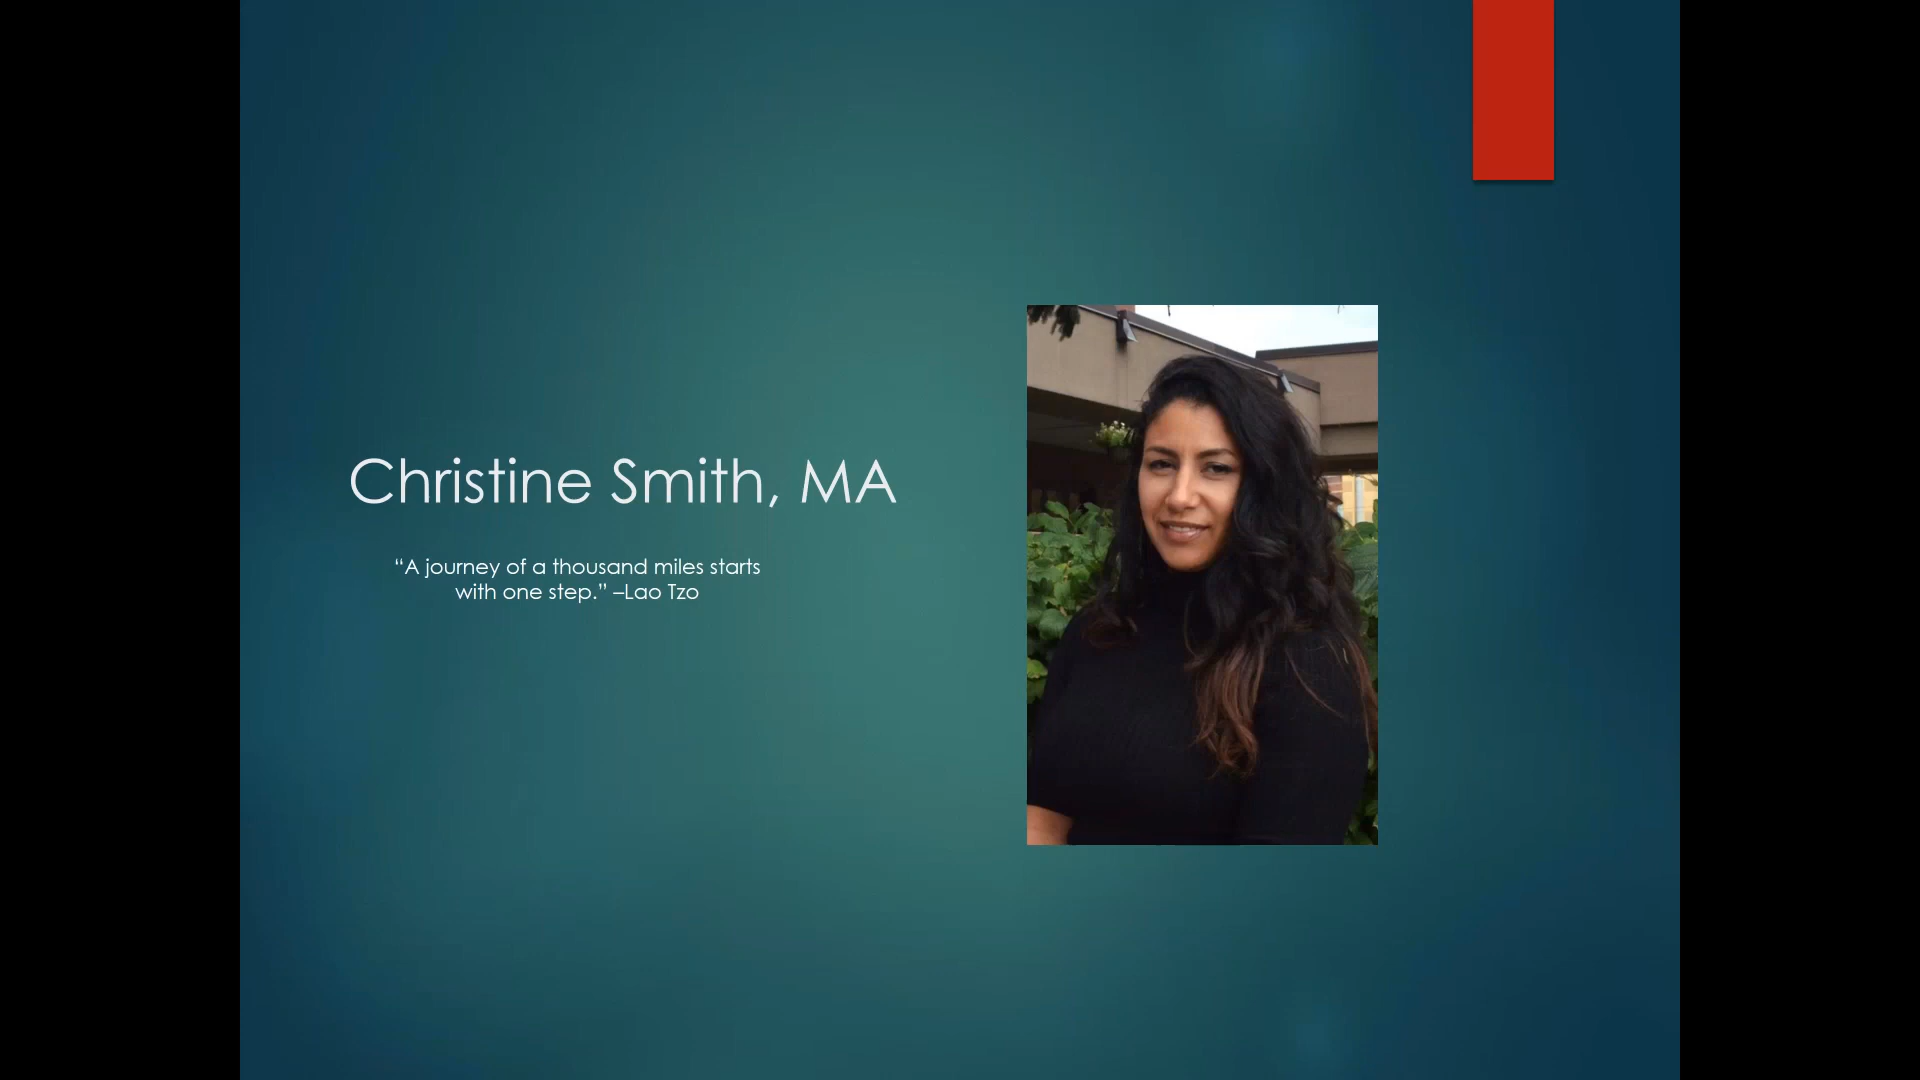 Christine Smith, MA
“A journey of a thousand miles starts
with one step.” –Lao Tzo